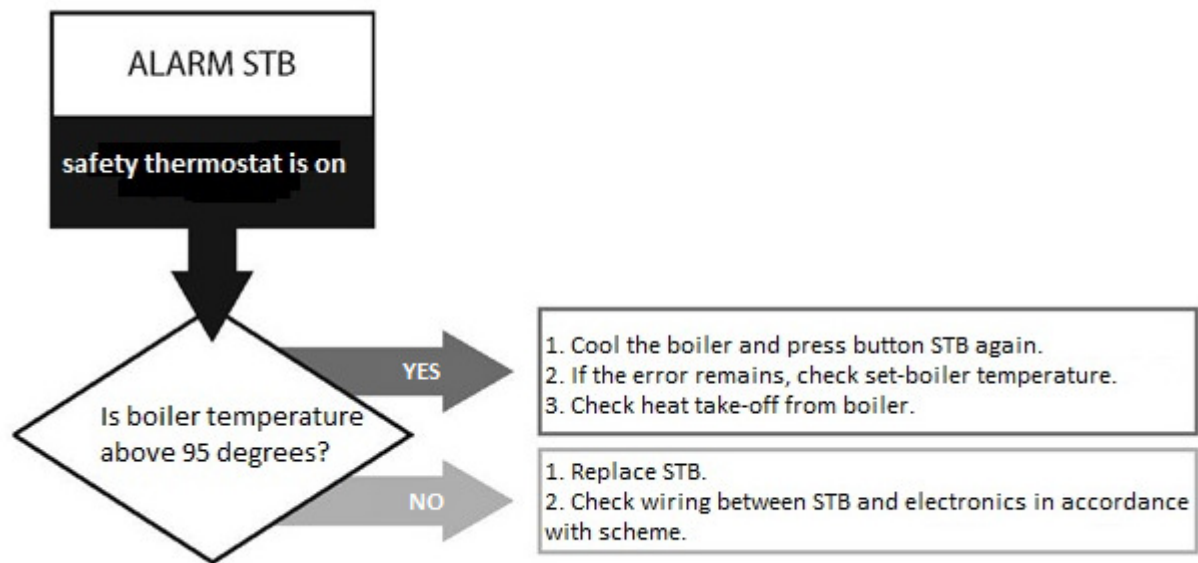 ALARM STB
safety thermostat is on
Is boiler temperature
above 95 degrees?
YES
1. Cool the boiler and press button STB again.
2. If the error remains, check set-boiler temperature.
3. Check heat take-off from boiler.
NO
1. Replace STB.
2. Check wiring between STB and electronics in accordance
with scheme.